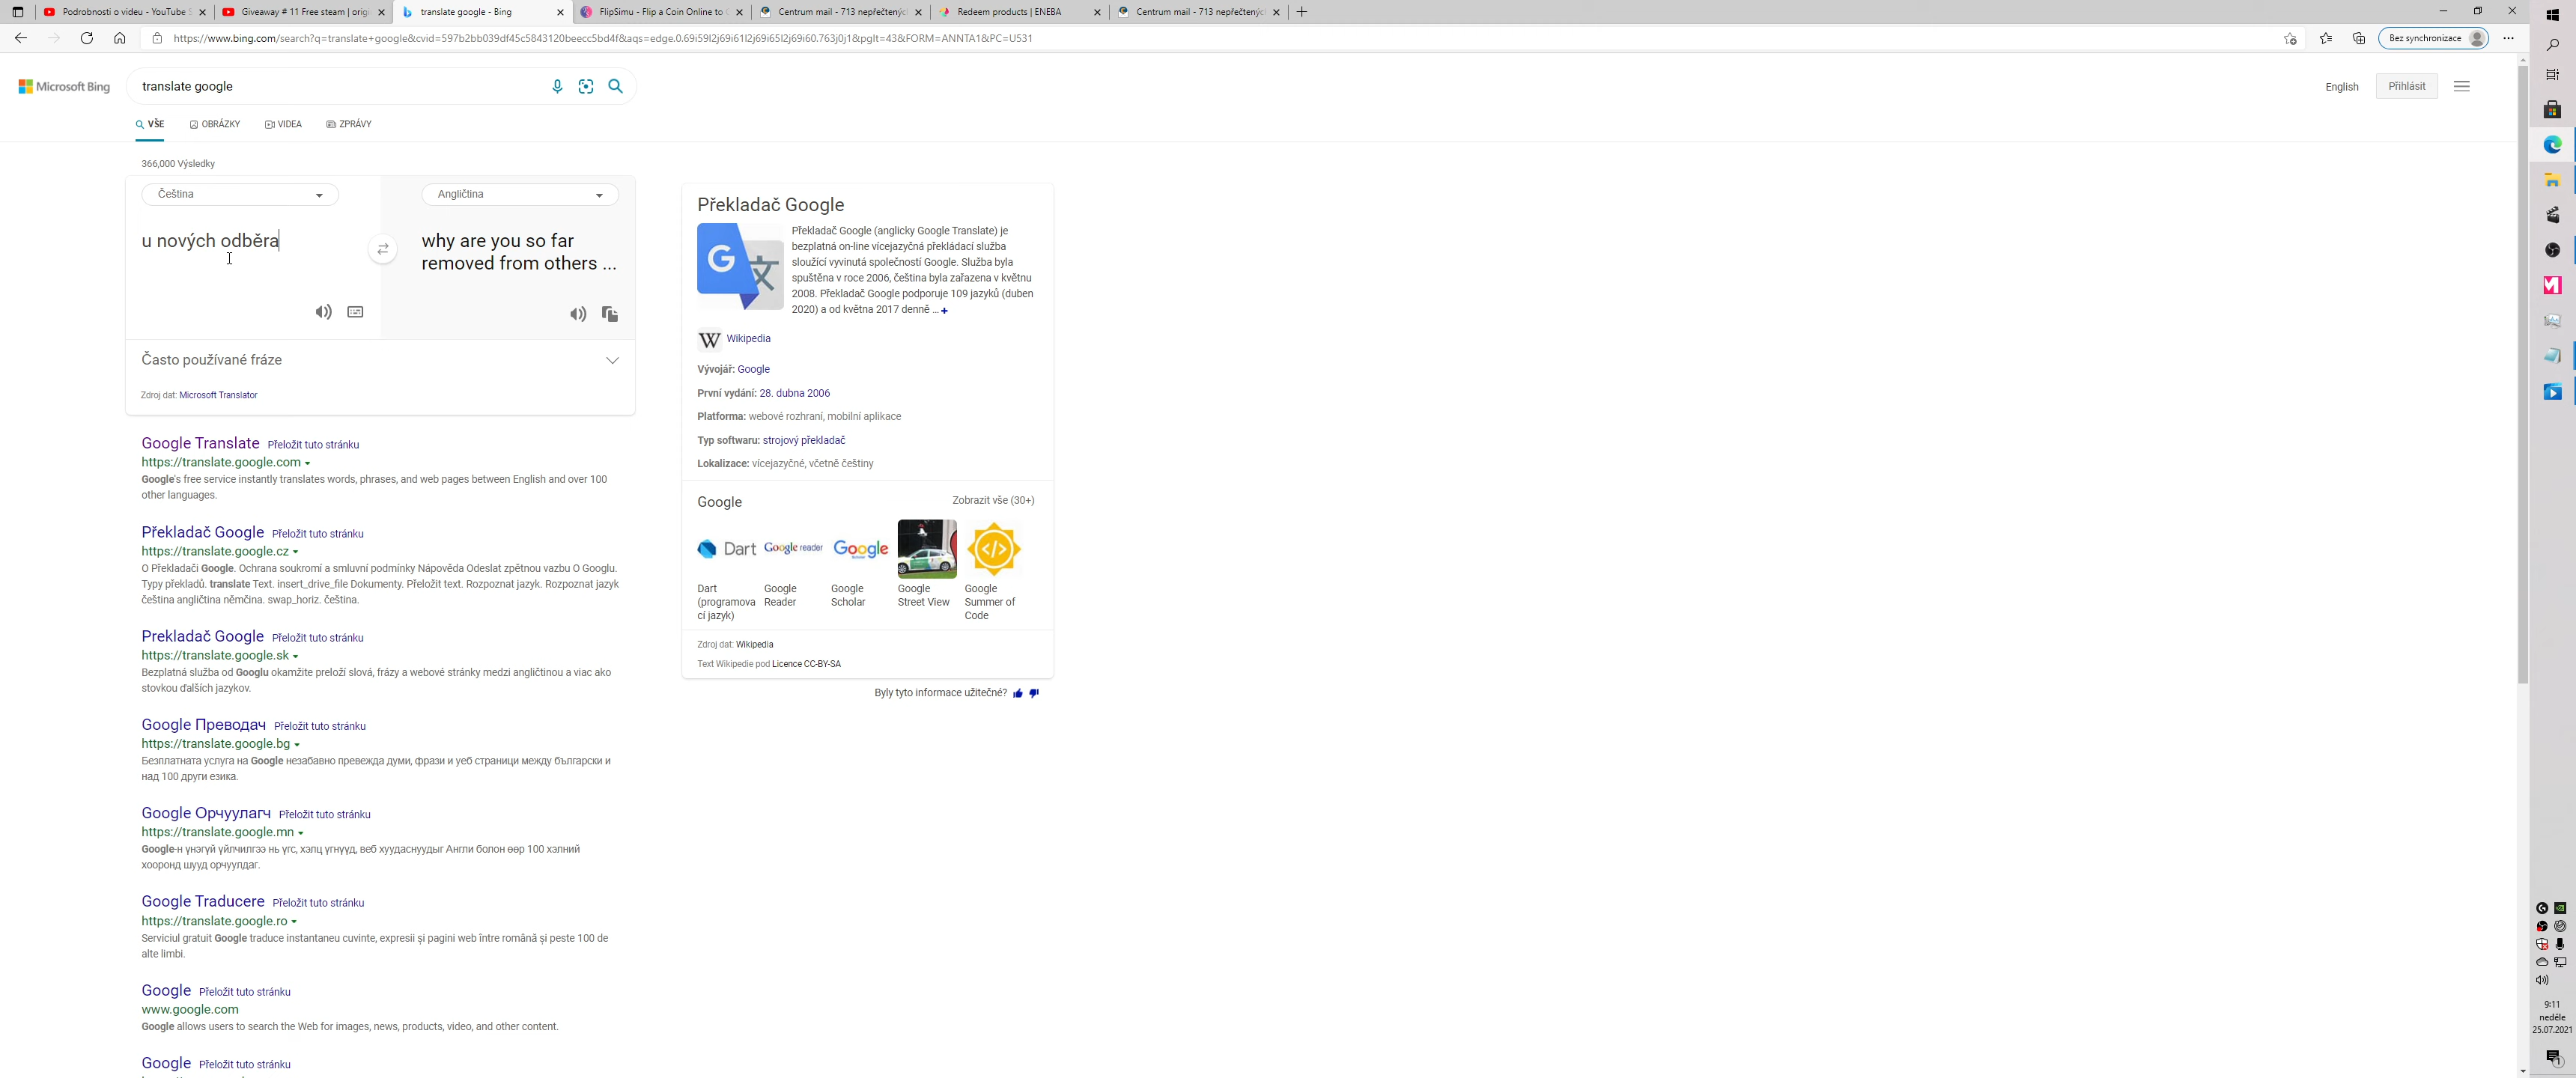 Podrobnosti o videu - YouTube S
Giveaway # 11 Free steam | origi
translate google - Bing
FlipSimu - Flip a Coin Online to
Centrum mail - 713 nepřečtenýc
Redeem products | ENEBA
Centrum mail - 713 nepřečtenýc
https://www.bing.com/search?q=translate+google&cvid=597b2bb039df45c5843120beecc5bd4f&aqs=edge.0.69i59l2j69i61l2j69i65l2j69i60.763j0j1&pglt=43&FORM=ANNTA1&PC=U531
Bez synchronizace
Microsoft Bing
translate google
English
Přihlásit
VŠE
OBRÁZKY
VIDEA
ZPRÁVY
366,000 Výsledky
Čeština
Angličtina
u nových odběra
why are you so far
removed from others ...
Často používané fráze
Zdroj dat: Microsoft Translator
Google Translate Přeložit tuto stránku
https://translate.google.com
Google's free service instantly translates words, phrases, and web pages between English and over 100
other languages.
Překladač Google Přeložit tuto stránku
https://translate.google.cz
O Překladači Google. Ochrana soukromí a smluvní podmínky Nápověda Odeslat zpětnou vazbu O Googlu.
Typy překladů. translate Text. insert_drive_file Dokumenty. Přeložit text. Rozpoznat jazyk. Rozpoznat jazyk
čeština angličtina němčina. swap_horiz. čeština.
Prekladač Google Přeložit tuto stránku
https://translate.google.sk
Bezplatná služba od Googlu okamžite preloží slová, frázy a webové stránky medzi angličtinou a viac ako
stovkou ďalších jazykov.
Google Преводач Přeložit tuto stránku
https://translate.google.bg
Безплатната услуга на Google незабавно превежда думи, фрази и уеб страници между български и
над 100 други езика.
Google Орчуулагч Přeložit tuto stránku
https://translate.google.mn
Google-н үнэгүй үйлчилгээ нь үгс, хэлц үгнүүд, веб хуудаснуудыг Англи болон өөр 100 хэлний
хооронд шууд орчуулдаг.
Google Traducere Přeložit tuto stránku
https://translate.google.ro
Serviciul gratuit Google traduce instantaneu cuvinte, expresii și pagini web între română și peste 100 de
alte limbi.
Google Přeložit tuto stránku
www.google.com
Google allows users to search the Web for images, news, products, video, and other content.
Google Přeložit tuto stránku
Překladač Google
Překladač Google (anglicky Google Translate) je
bezplatná on-line vícejazyčná překládací služba
sloužící vyvinutá společností Google. Služba byla
spuštěna v roce 2006, čeština byla zařazena v květnu
2008. Překladač Google podporuje 109 jazyků (duben
2020) a od května 2017 denně ... +
Wikipedia
Vývojář: Google
První vydání: 28. dubna 2006
Platforma: webové rozhraní, mobilní aplikace
Typ softwaru: strojový překladač
Lokalizace: vícejazyčné, včetně češtiny
Google
Zobrazit vše (30+)
Dart
Google reader
Google
Dart
(programova
cí jazyk)
Google
Reader
Google
Scholar
Google
Street View
Google
Summer of
Code
Zdroj dat: Wikipedia
Text Wikipedie pod Licence CC-BY-SA
Byly tyto informace užitečné?
9:11
neděle
25.07.2021